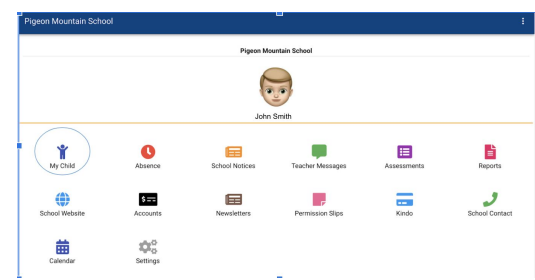 Pigeon Mountain School
Pigeon Mountain School
John Smith
My Child Absence School Notices Teacher Messages Assessments Reports
School Website Accounts Newsletters Permission Slips Kindo School Contact
Calendar Settings